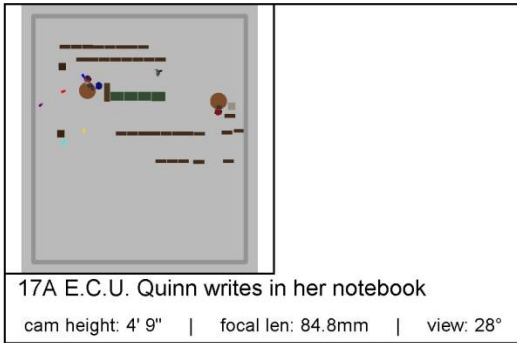 17A E.C.U. Quinn writes in her notebook
cam height: 4' 9" | focal len: 84.8mm | view: 28°